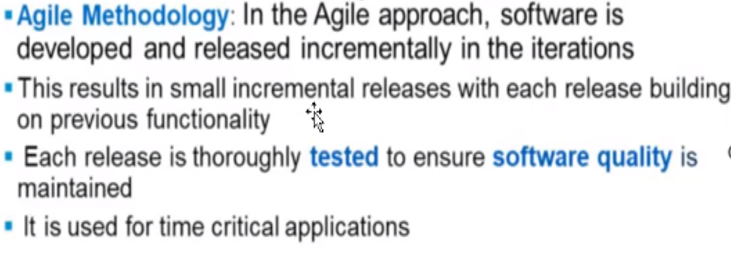 ▪ Agile Methodology: In the Agile approach, software is
developed and released incrementally in the iterations
▪ This results in small incremental releases with each release building
on previous functionality
▪ Each release is thoroughly tested to ensure software quality is
maintained
▪ It is used for time critical applications